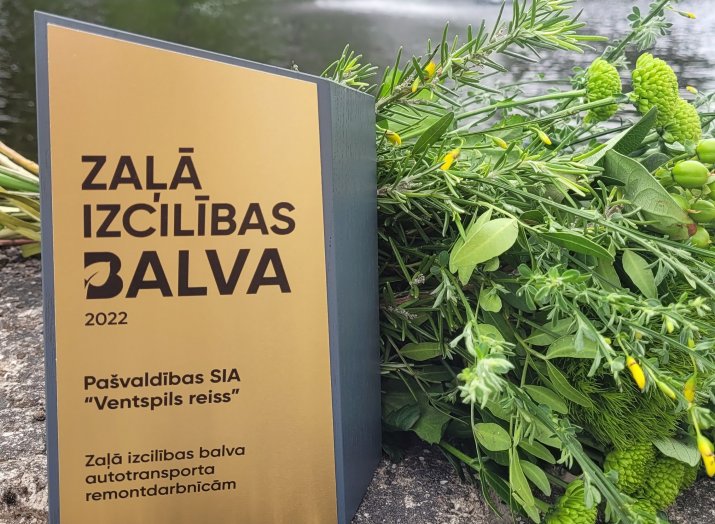 ZAĻĀ
IZCILĪBAS
BALVA
2022
Pašvaldības SIA
“Ventspils reiss”
Zaļā izcilības balva
autotransporta
remontdarbnīcām